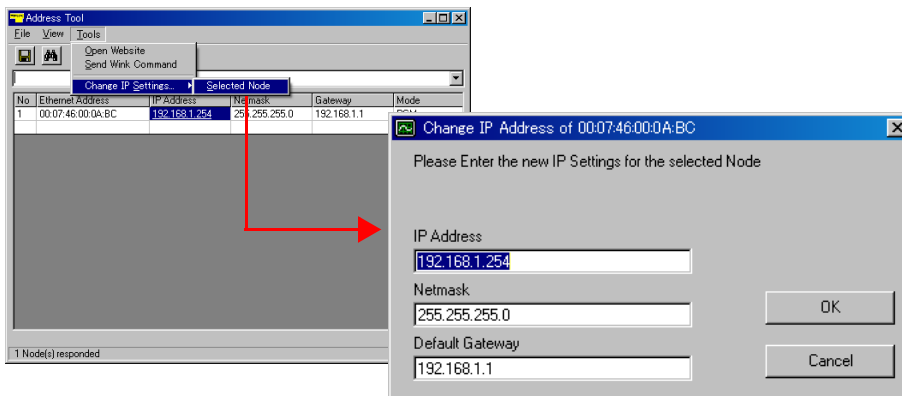 Address Tool
File View Tools
Open Website
Send Wink Command
Change IP Settings... Selected Node
No Ethernet Address IP Address Netmask Gateway Mode
1 00:07:46:00:0A:BC 192.168.1.254 255.255.255.0 192.168.1.1
1 Node(s) responded
Change IP Address of 00:07:46:00:0A:BC
Please Enter the new IP Settings for the selected Node
IP Address
192.168.1.254
Netmask
255.255.255.0
OK
Default Gateway
192.168.1.1
Cancel